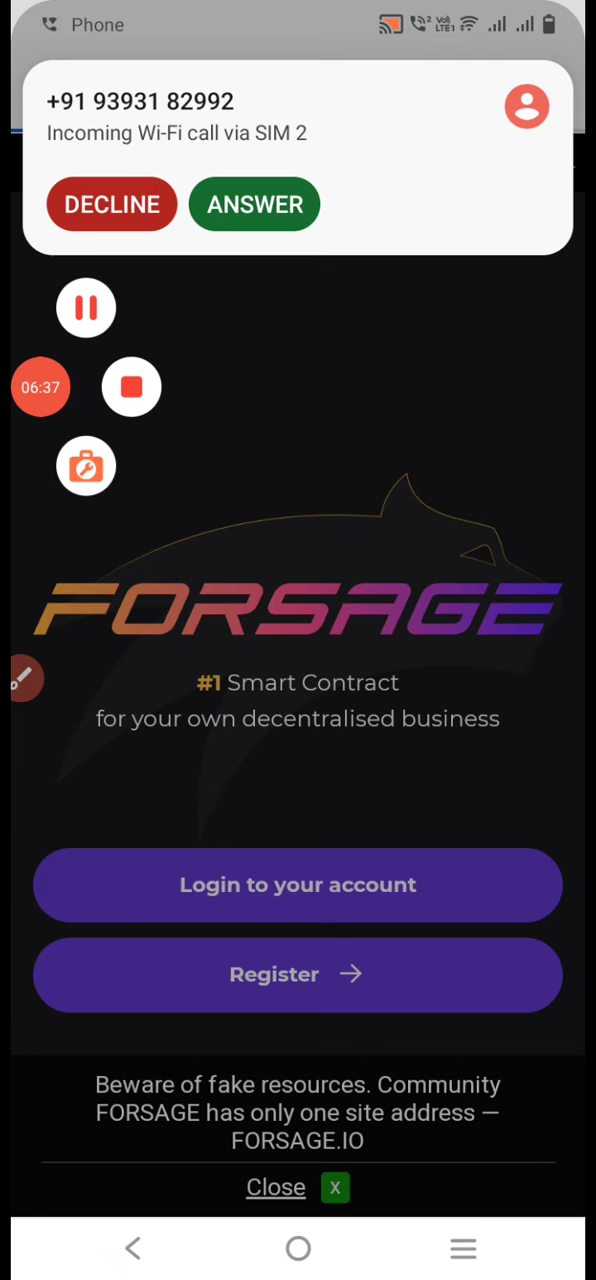 Phone
+91 93931 82992
Incoming Wi-Fi call via SIM 2
DECLINE ANSWER
06:37
FORSAGE
#1 Smart Contract
for your own decentralised business
Login to your account
Register →
Beware of fake resources. Community
FORSAGE has only one site address —
FORSAGE.IO
Close X